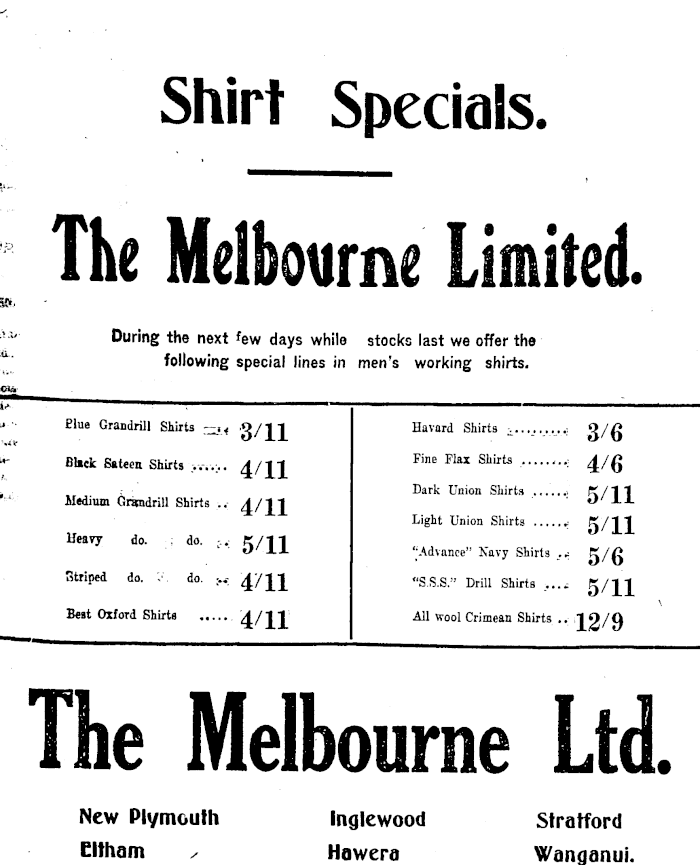 Shirt Specials.
The Melbourne Limited.
During the next few days while stocks last we offer the
following special lines in men's working shirts.
Blue Grandrill Shirts .... 3/11
Black Sateen Shirts ...... 4/11
Medium Grandrill Shirts .. 4/11
Heavy do. do. .. 5/11
Striped do. do. .. 4/11
Best Oxford Shirts ..... 4/11
Havard Shirts .......... 3/6
Fine Flax Shirts ........ 4/6
Dark Union Shirts ...... 5/11
Light Union Shirts ...... 5/11
"Advance" Navy Shirts .. 5/6
"S.S.S." Drill Shirts .... 5/11
All wool Crimean Shirts .. 12/9
The Melbourne Ltd.
New Plymouth Inglewood Stratford
Eltham Hawera Wanganui.